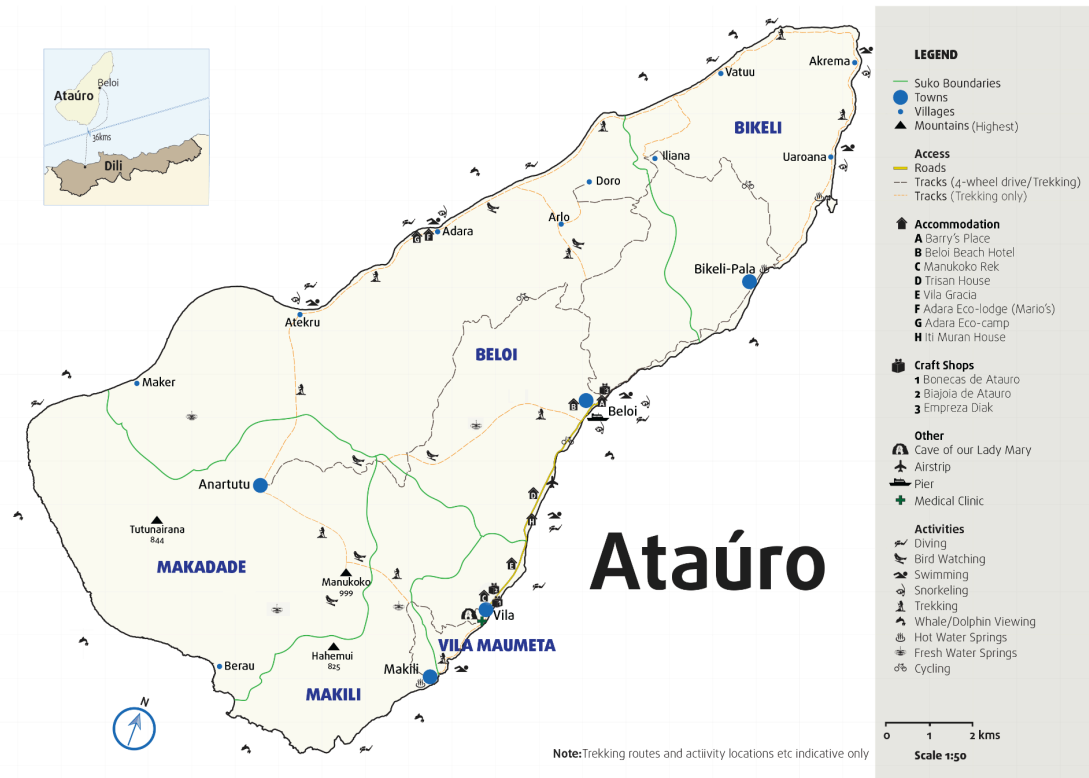 Beloi
Ataúro
36kms
Dili
Vatuu
Akrema
BIKELI
Iliana
Uaroana
Doro
Arlo
Adara
Bikeli-Pala
Atekru
BELOI
Maker
B
A
Beloi
Anartutu
D
Tutunairana
844
H
Ataúro
MAKADADE
E
Manukoko
999
C
Vila
VILA MAUMETA
Hahemui
825
Berau
Makili
MAKILI
N
G
F
LEGEND
Suko Boundaries
Towns
Villages
Mountains (Highest)
Access
Roads
Tracks (4-wheel drive/Trekking)
Tracks (Trekking only)
Accommodation
A Barry's Place
B Beloi Beach Hotel
C Manukoko Rek
D Trisan House
E Vila Gracia
F Adara Eco-lodge (Mario's)
G Adara Eco-camp
H Iti Muran House
Craft Shops
1 Bonecas de Atauro
2 Biajoia de Atauro
3 Empreza Diak
Other
Cave of our Lady Mary
Airstrip
Pier
Medical Clinic
Activities
Diving
Bird Watching
Swimming
Snorkeling
Trekking
Whale/Dolphin Viewing
Hot Water Springs
Fresh Water Springs
Cycling
0 1 2 kms
Scale 1:50
Note:Trekking routes and actiivity locations etc indicative only